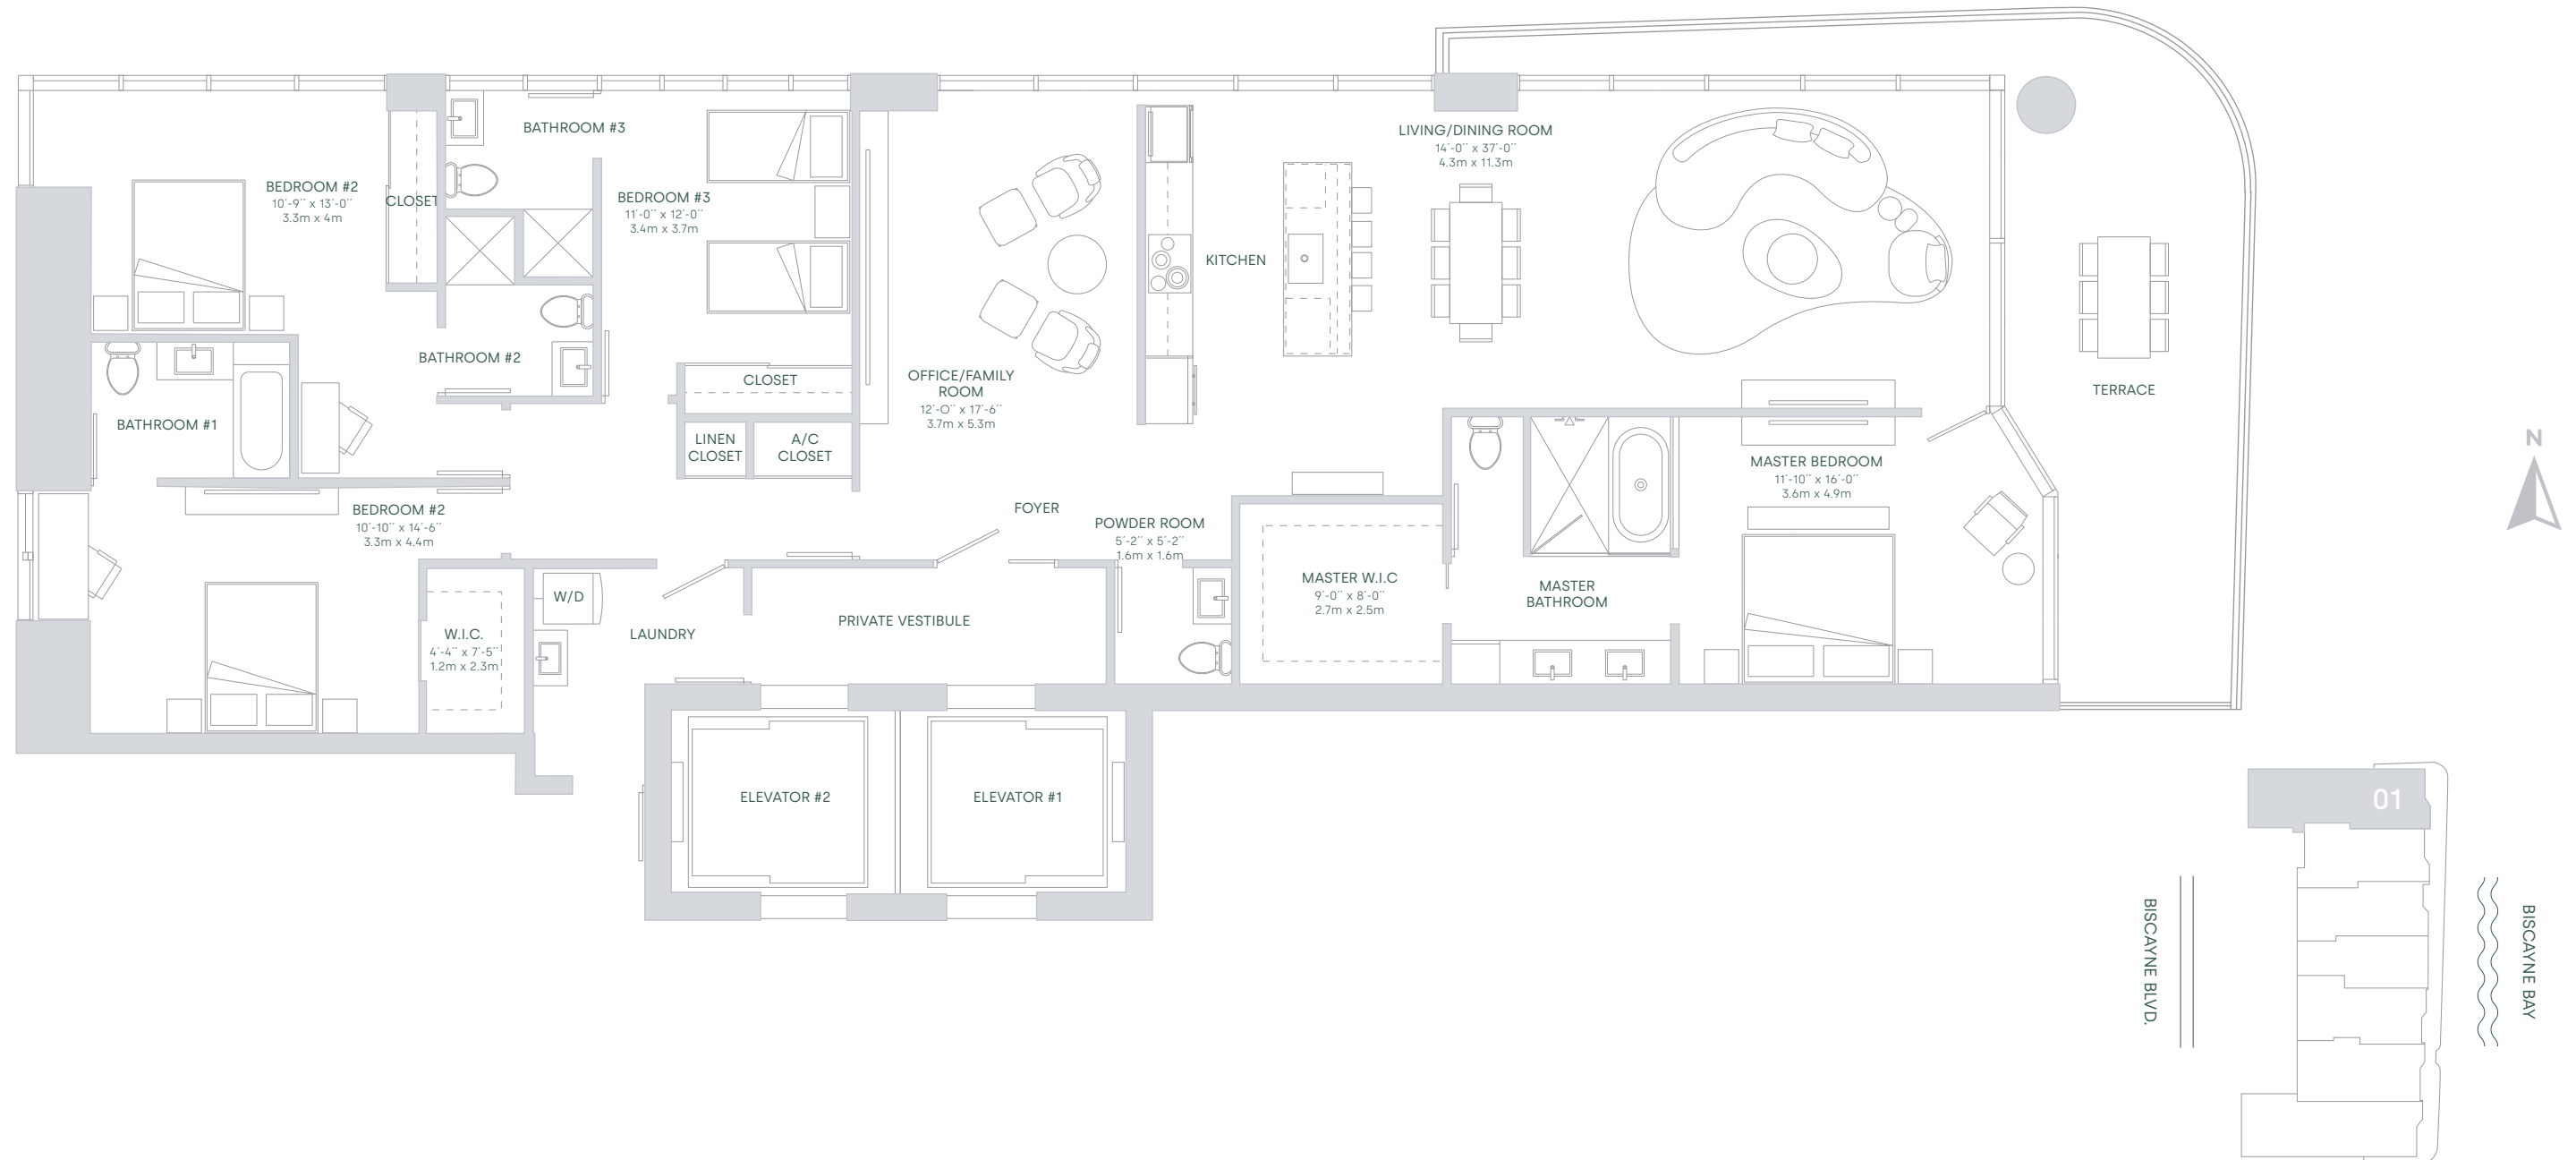 BATHROOM #3
LIVING/DINING ROOM
14´-0´´ x 37´-0´´
4.3m x 11.3m
BEDROOM #2
10´-9´´ x 13´-0´´
3.3m x 4m
CLOSET
BEDROOM #3
11´-0´´ x 12´-0´´
3.4m x 3.7m
KITCHEN
BATHROOM #2
CLOSET
OFFICE/FAMILY
ROOM
12´-O´´ x 17´-6´´
3.7m x 5.3m
TERRACE
BATHROOM #1
LINEN
CLOSET
A/C
CLOSET
N
MASTER BEDROOM
11´-10´´ x 16´-0´´
3.6m x 4.9m
BEDROOM #2
10´-10´´ x 14´-6´´
3.3m x 4.4m
FOYER
POWDER ROOM
5´-2´´ x 5´-2´´
1.6m x 1.6m
W/D
MASTER W.I.C
9´-0´´ x 8´-0´´
2.7m x 2.5m
MASTER
BATHROOM
W.I.C.
4´-4´´ x 7´-5´´
1.2m x 2.3m
LAUNDRY
PRIVATE VESTIBULE
ELEVATOR #2
ELEVATOR #1
01
BISCAYNE BLVD.
BISCAYNE BAY